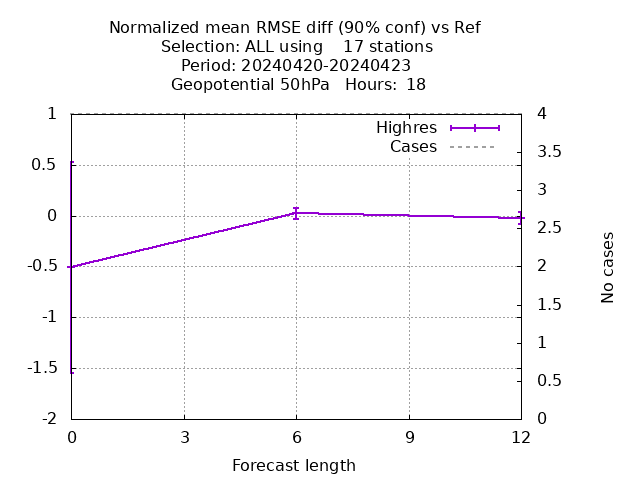 Normalized mean RMSE diff (90% conf) vs Ref
Selection: ALL using    17 stations
Period: 20240420-20240423
Geopotential 50hPa   Hours:  18
Highres
Cases
1
0.5
0
-0.5
-1
-1.5
-2
4
3.5
3
2.5
2
1.5
1
0.5
0
No cases
0 3 6 9 12
Forecast length